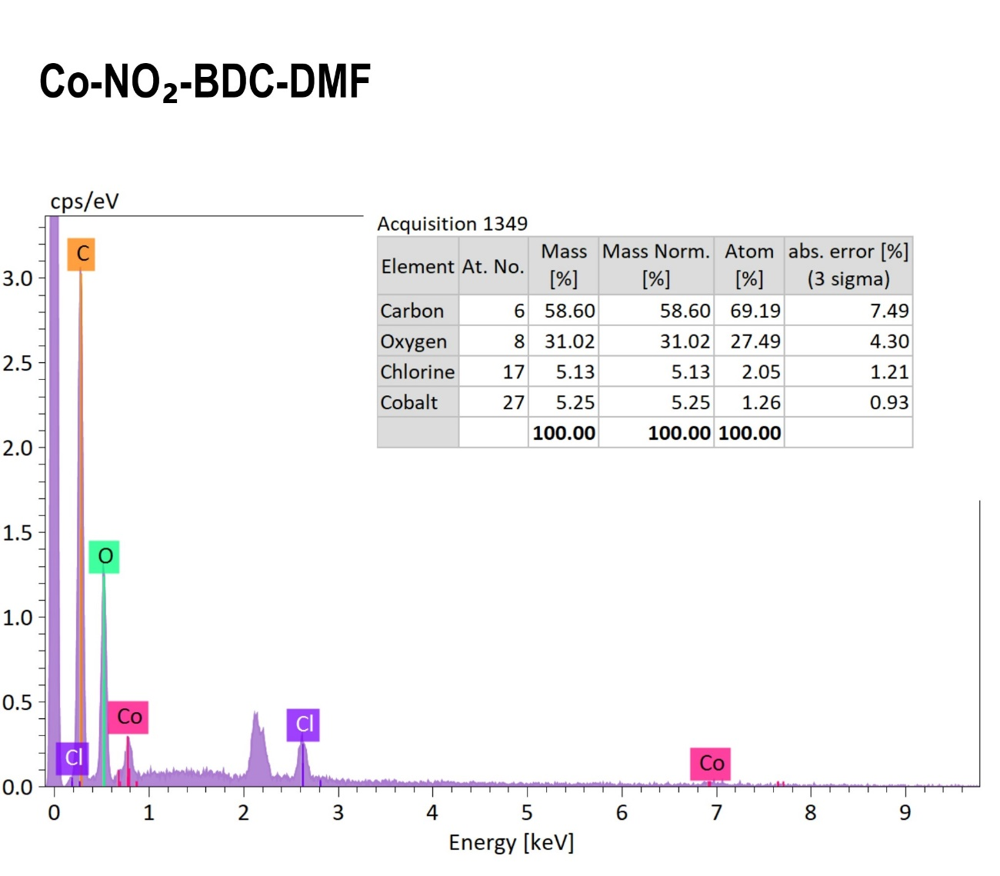 Co-NO₂-BDC-DMF
cps/eV
Acquisition 1349
Element At. No. Mass [%] Mass Norm. [%] Atom [%] abs. error [%] (3 sigma)
Carbon 6 58.60 58.60 69.19 7.49
Oxygen 8 31.02 31.02 27.49 4.30
Chlorine 17 5.13 5.13 2.05 1.21
Cobalt 27 5.25 5.25 1.26 0.93
100.00 100.00 100.00
C
O
Co
Cl
Cl
Co
3.0
2.5
2.0
1.5
1.0
0.5
0.0
0 1 2 3 4 5 6 7 8 9
Energy [keV]